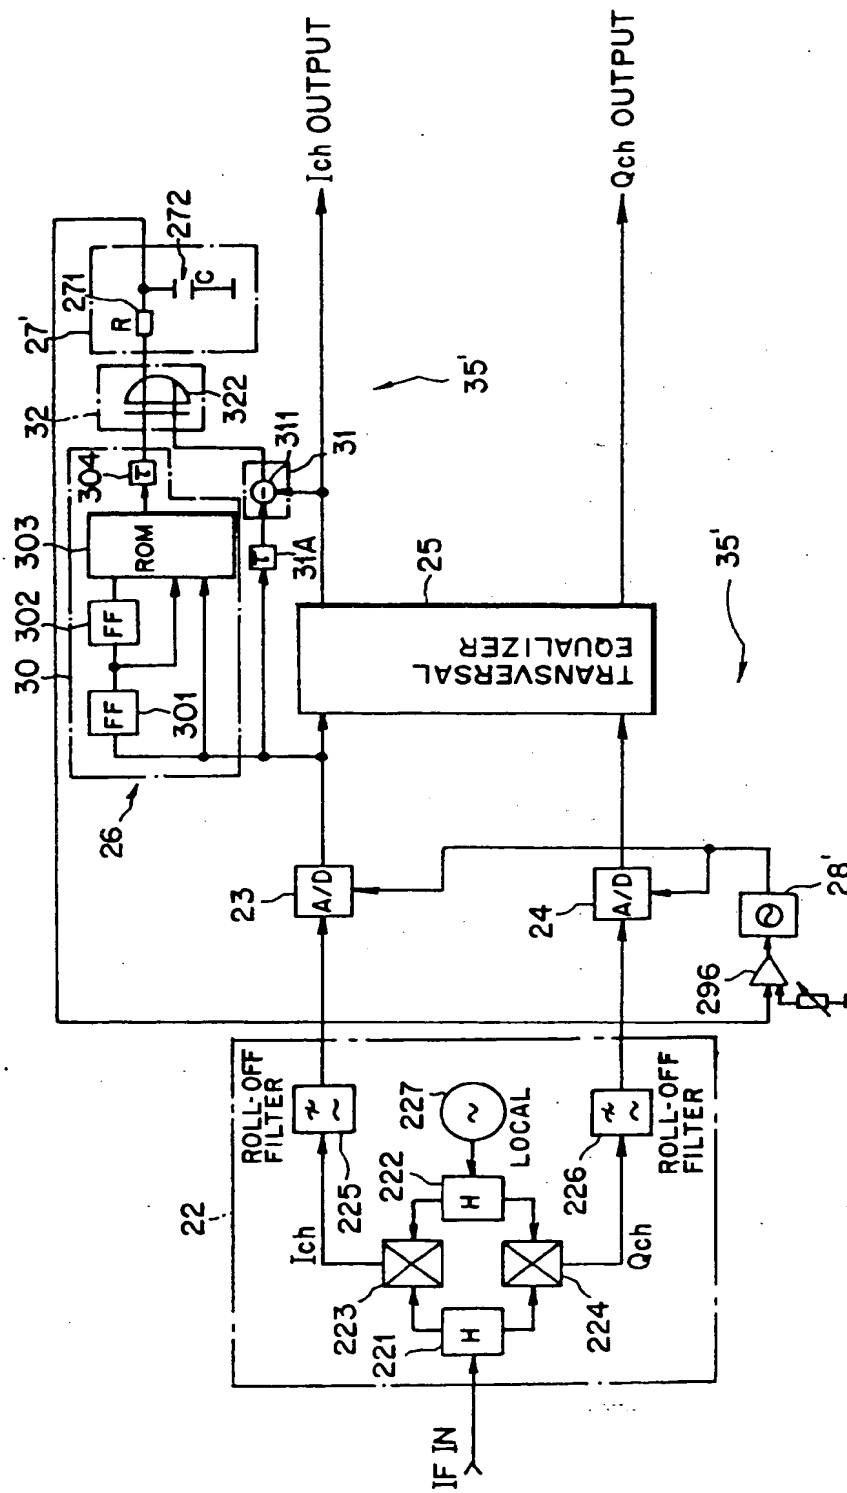 IF IN
22
221
H
223
224
222
H
227
~
LOCAL
Ich
Qch
225
226
ROLL-OFF
FILTER
ROLL-OFF
FILTER
23
A/D
24
A/D
296
28'
26
30
301
FF
302
FF
303
ROM
304
τ
31A
τ
31
311
32
322
27'
271
R
272
C
25
TRANSVERSAL
EQUALIZER
35'
35'
Ich OUTPUT
Qch OUTPUT